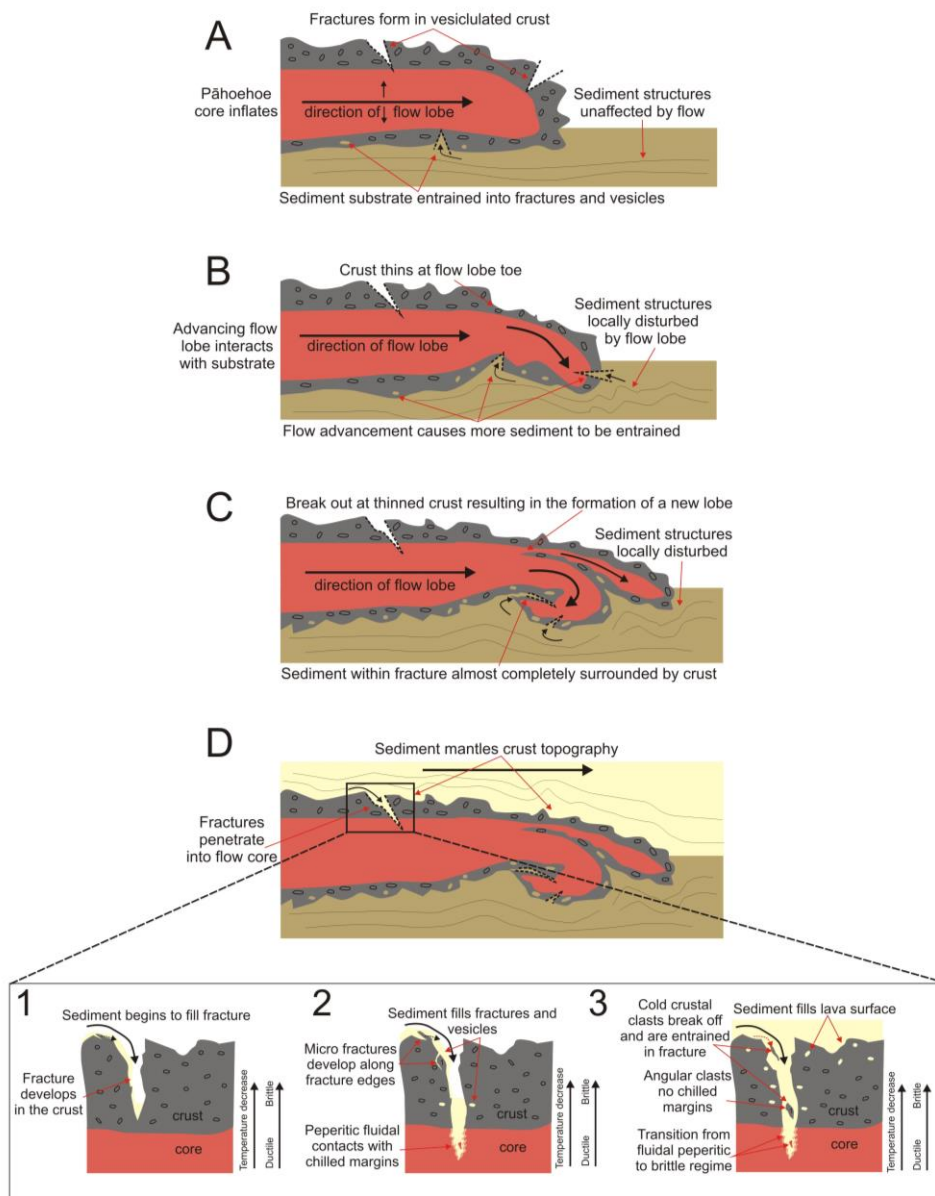 A
Fractures form in vesiculated crust
Pāhoehoe
core inflates
direction of flow lobe
Sediment structures
unaffected by flow
Sediment substrate entrained into fractures and vesicles
B
Crust thins at flow lobe toe
Advancing flow
lobe interacts
with substrate
direction of flow lobe
Sediment structures
locally disturbed
by flow lobe
Flow advancement causes more sediment to be entrained
C
Break out at thinned crust resulting in the formation of a new lobe
Sediment structures
locally disturbed
direction of flow lobe
Sediment within fracture almost completely surrounded by crust
D
Sediment mantles crust topography
Fractures
penetrate
into flow core
1
Sediment begins to fill fracture
Fracture
develops
in the crust
crust
core
Temperature decrease
Ductile Brittle
2
Sediment fills fractures and
vesicles
Micro fractures
develop along
fracture edges
Peperitic fluidal
contacts with
chilled margins
crust
core
Temperature decrease
Ductile Brittle
3
Cold crustal
clasts break off
and are entrained
in fracture
Sediment fills lava surface
Angular clasts
no chilled
margins
Transition from
fluidal peperitic
to brittle regime
crust
core
Temperature decrease
Ductile Brittle